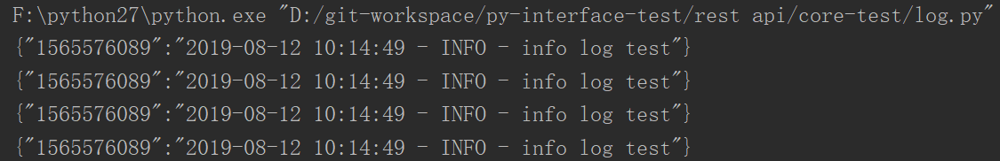 F:\python27\python.exe "D:/git-workspace/py-interface-test/rest api/core-test/log.py"
{"1565576089":"2019-08-12 10:14:49 - INFO - info log test"}
{"1565576089":"2019-08-12 10:14:49 - INFO - info log test"}
{"1565576089":"2019-08-12 10:14:49 - INFO - info log test"}
{"1565576089":"2019-08-12 10:14:49 - INFO - info log test"}